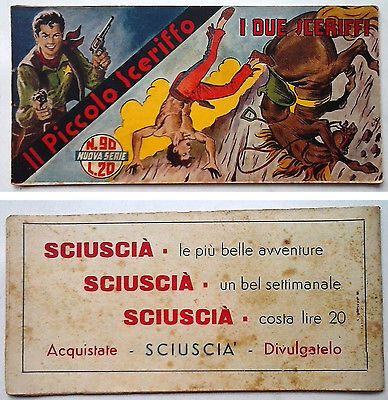 I DUE SCERIFFI
Il Piccolo Sceriffo
N. 90
NUOVA SERIE
L. 20
SCIUSCIÀ • le più belle avventure
SCIUSCIÀ • un bel settimanale
SCIUSCIÀ • costa lire 20
Acquistate - SCIUSCIA' - Divulgatelo